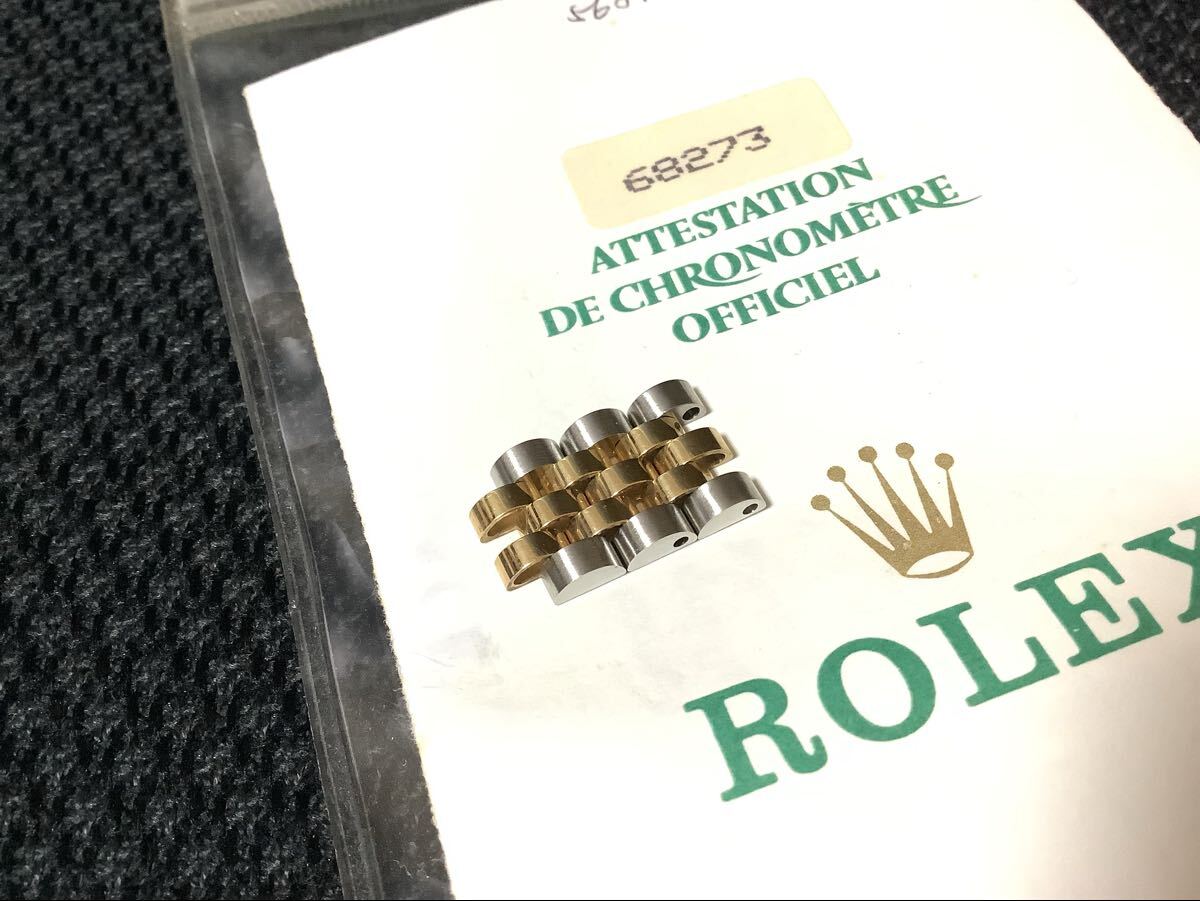 68273
ATTESTATION
DE CHRONOMÈTRE
OFFICIEL
ROLEX